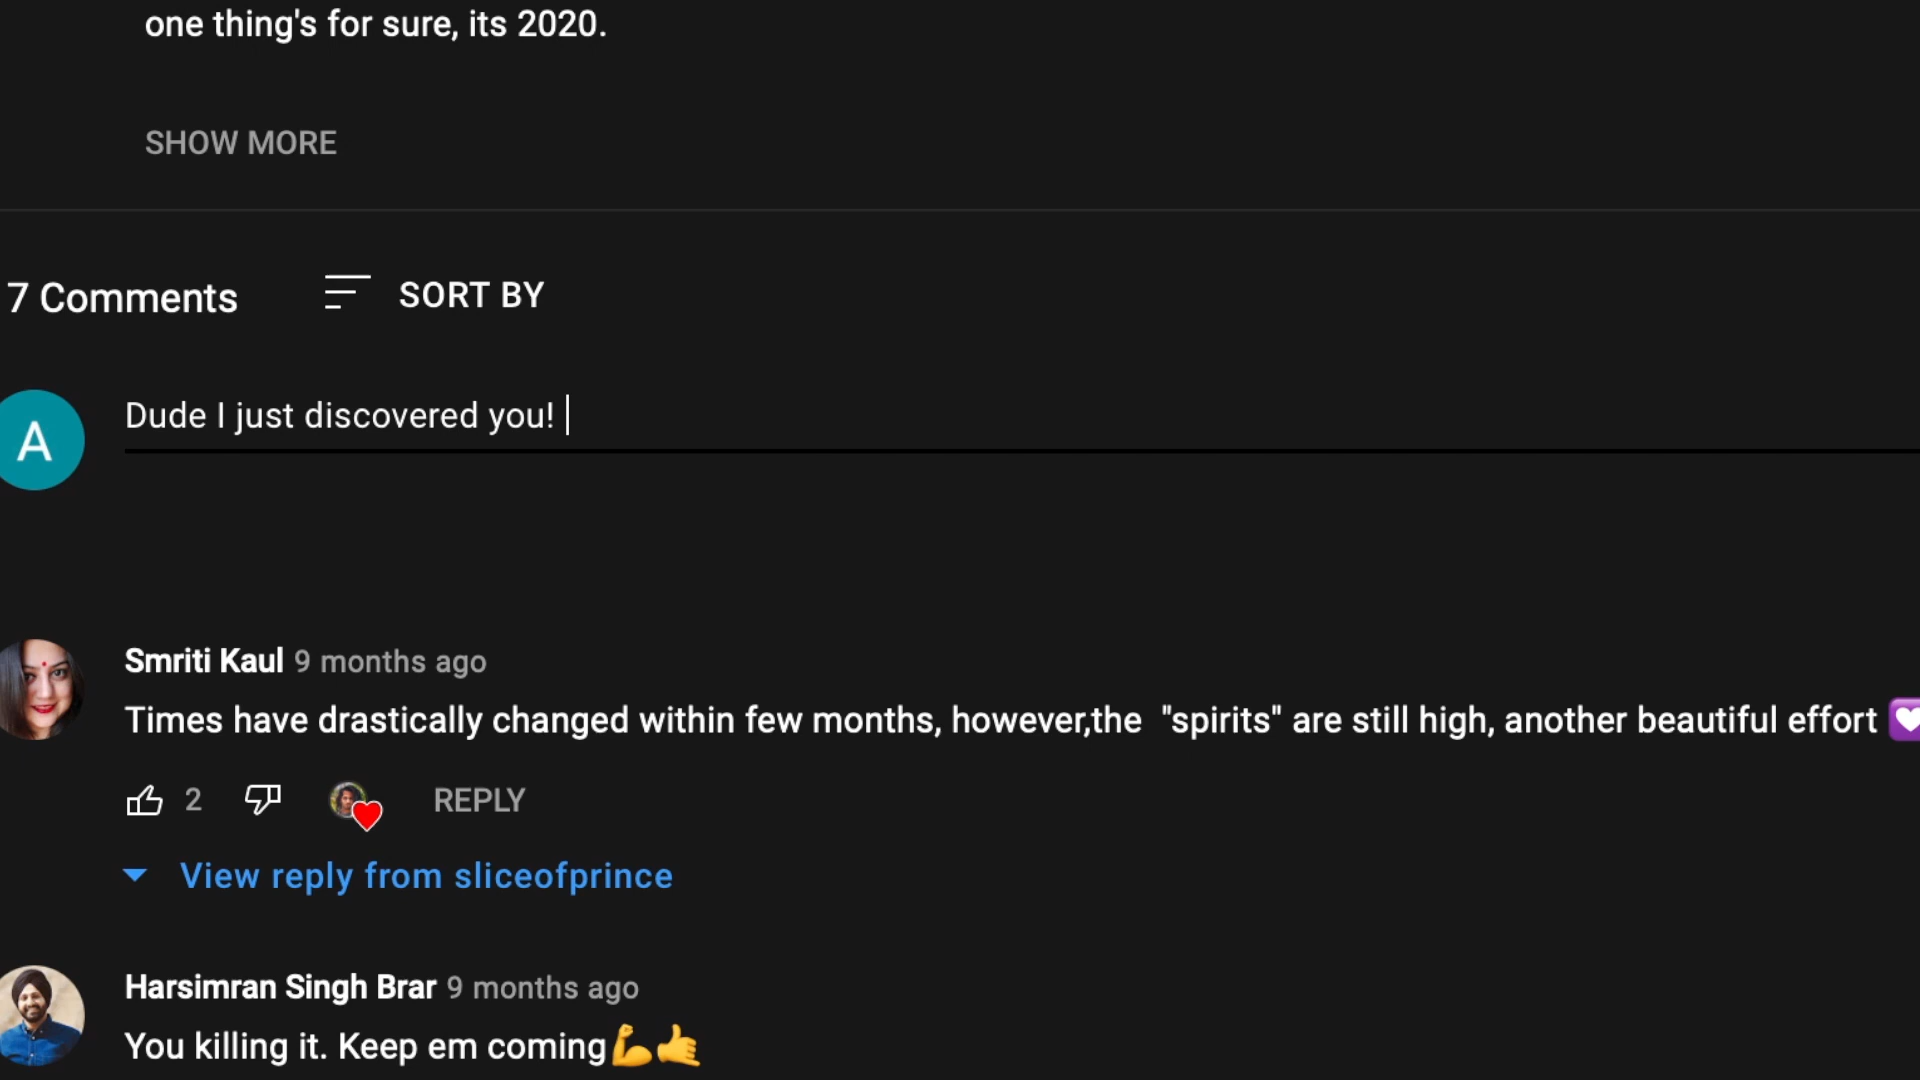 one thing's for sure, its 2020.
SHOW MORE
7 Comments SORT BY
A Dude I just discovered you!
Smriti Kaul 9 months ago
Times have drastically changed within few months, however,the "spirits" are still high, another beautiful effort 💟
2 REPLY
View reply from sliceofprince
Harsimran Singh Brar 9 months ago
You killing it. Keep em coming💪🤙